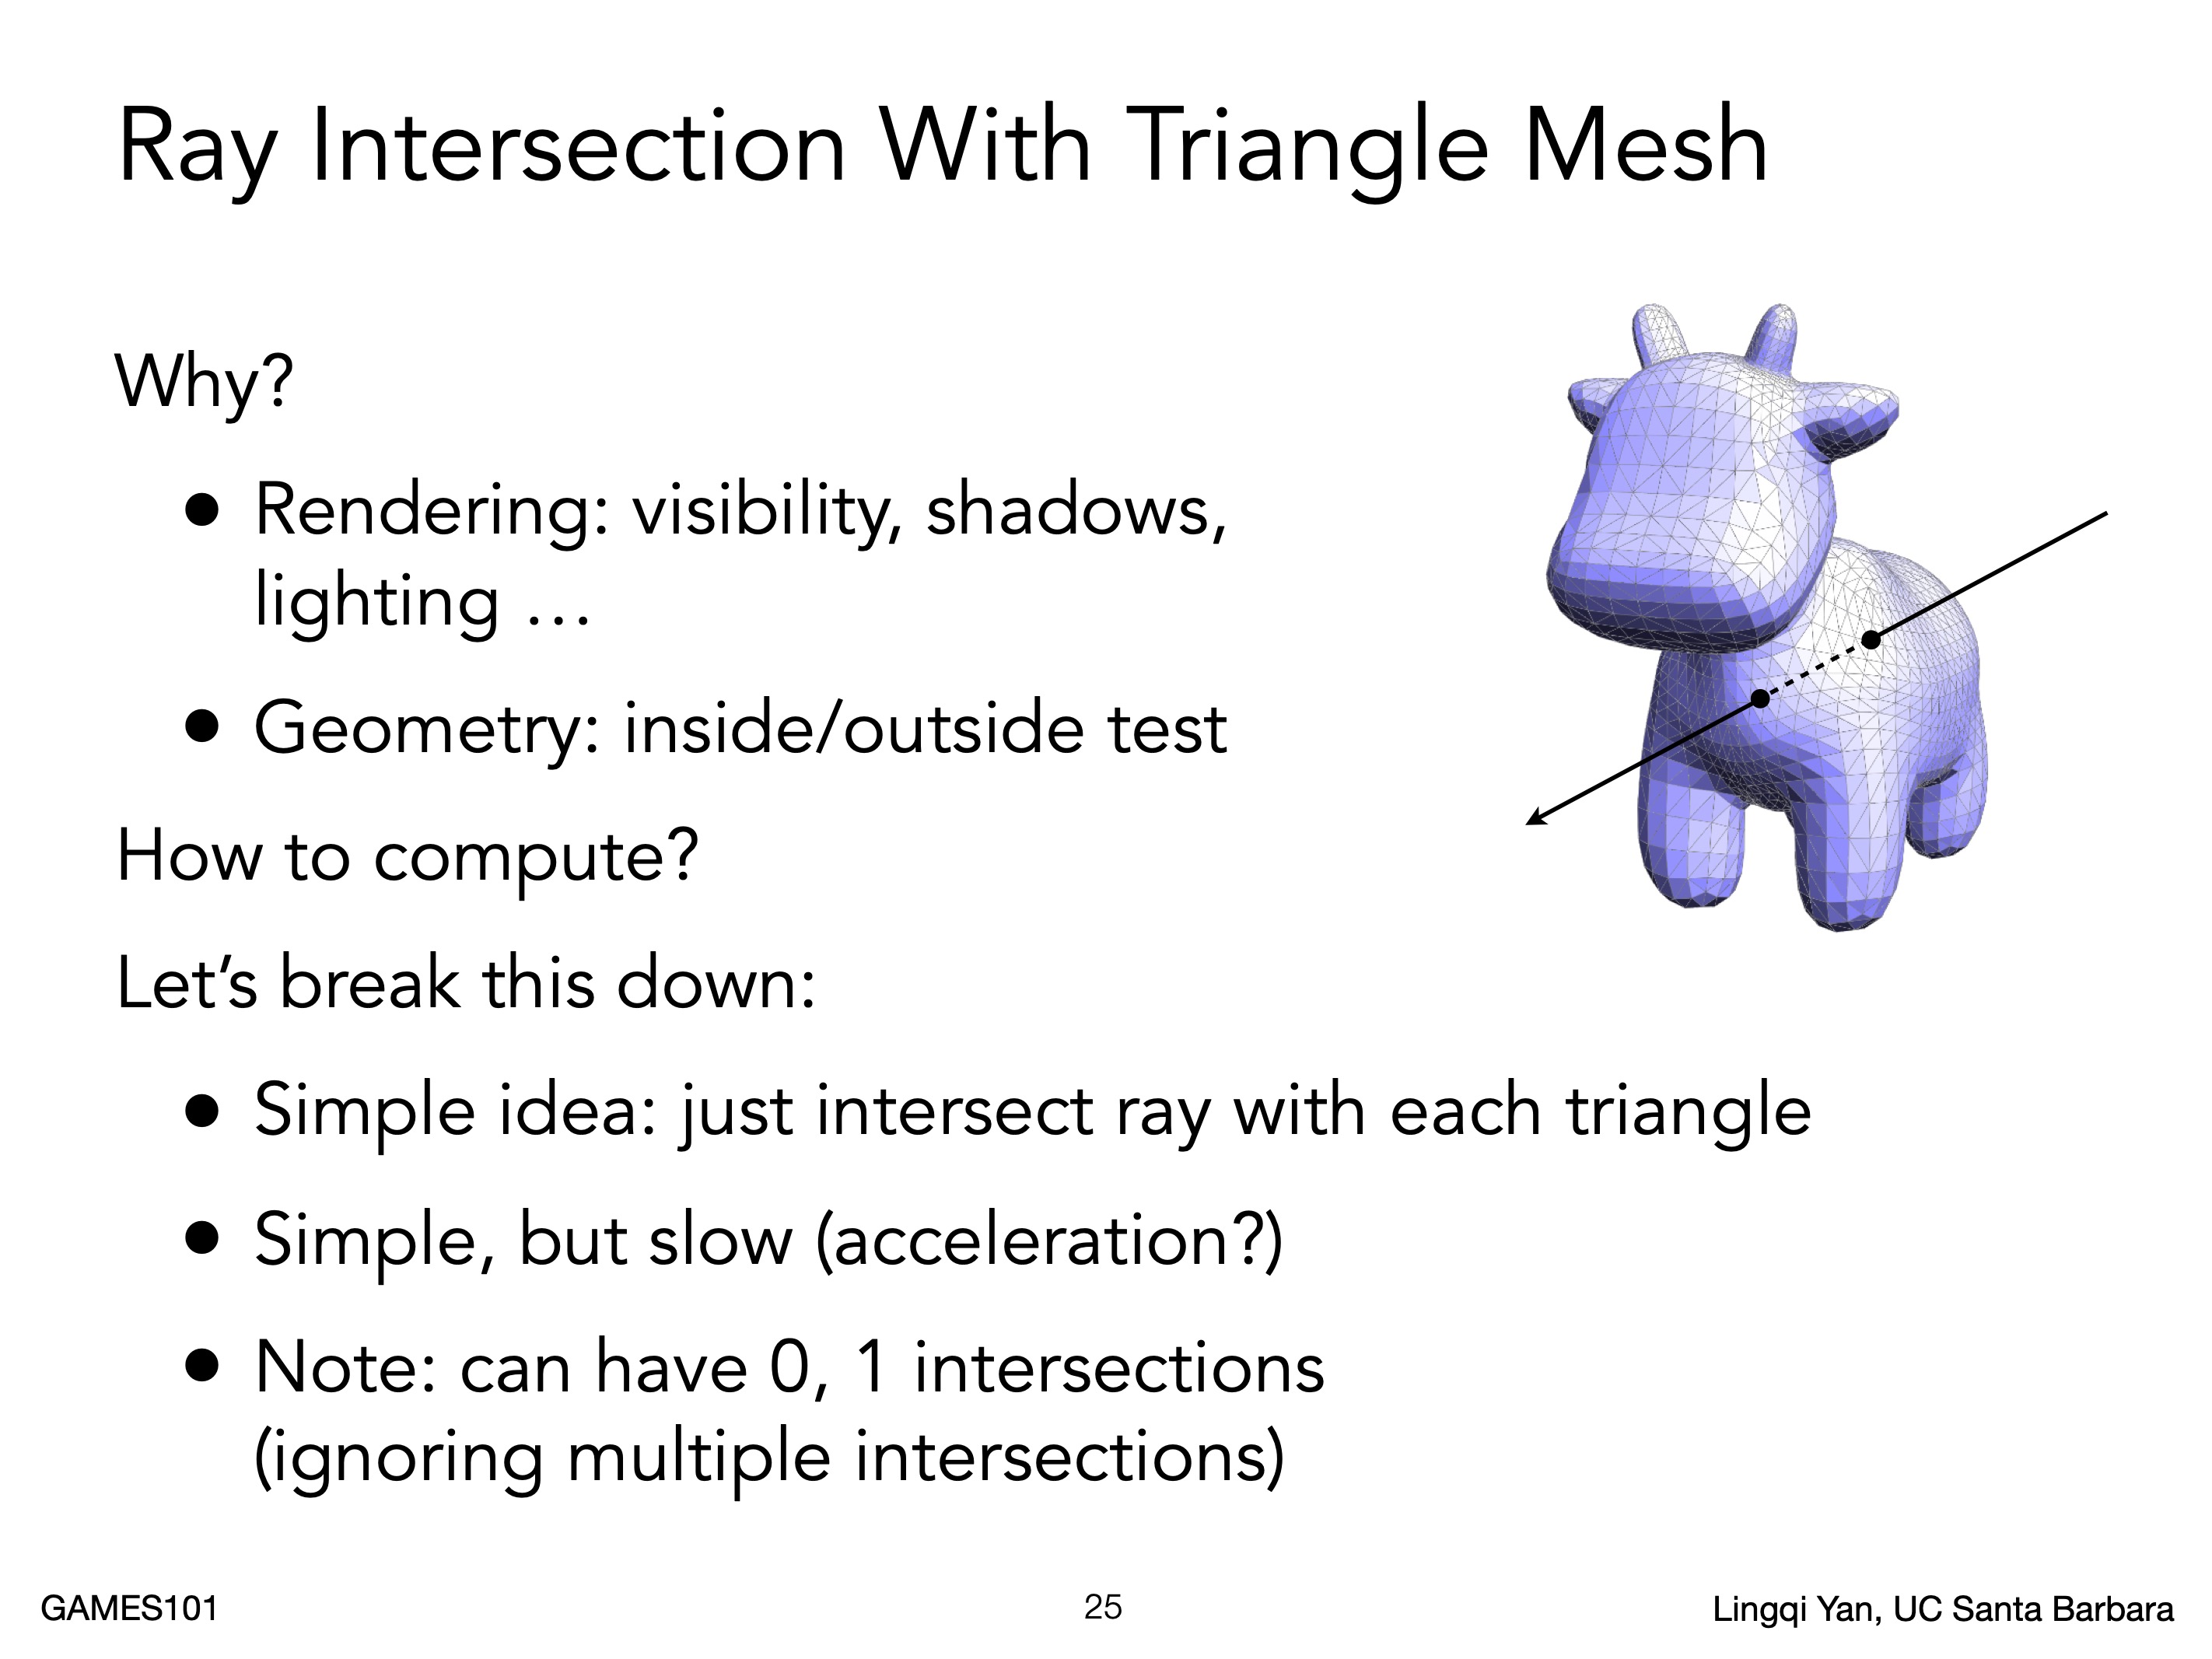 Ray Intersection With Triangle Mesh
Why?
● Rendering: visibility, shadows,
lighting …
● Geometry: inside/outside test
How to compute?
Let’s break this down:
● Simple idea: just intersect ray with each triangle
● Simple, but slow (acceleration?)
● Note: can have 0, 1 intersections
(ignoring multiple intersections)
GAMES101
25
Lingqi Yan, UC Santa Barbara